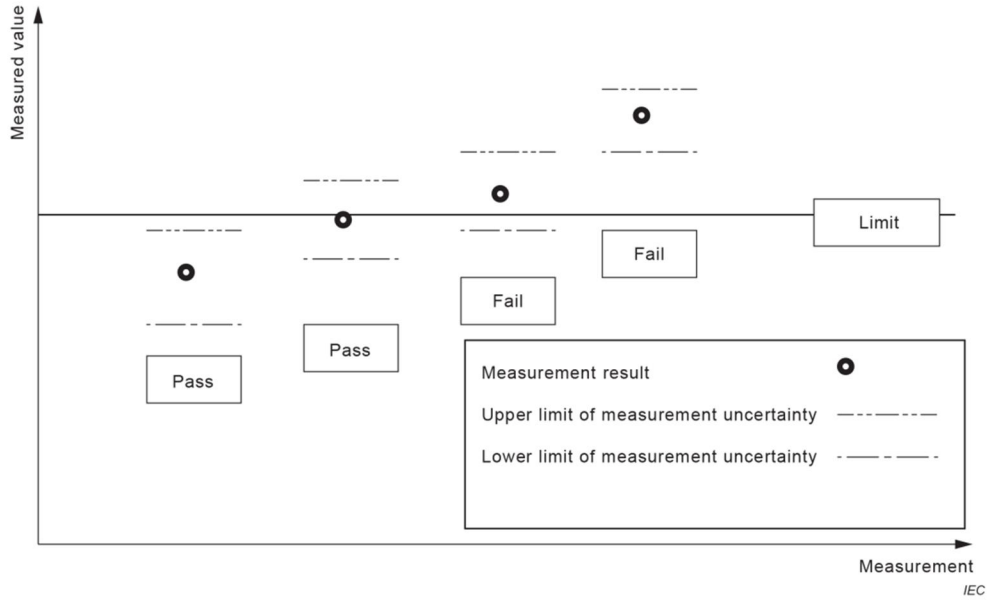 Measured value
Limit
Fail
Fail
Pass
Pass
Measurement result
Upper limit of measurement uncertainty
Lower limit of measurement uncertainty
Measurement
IEC